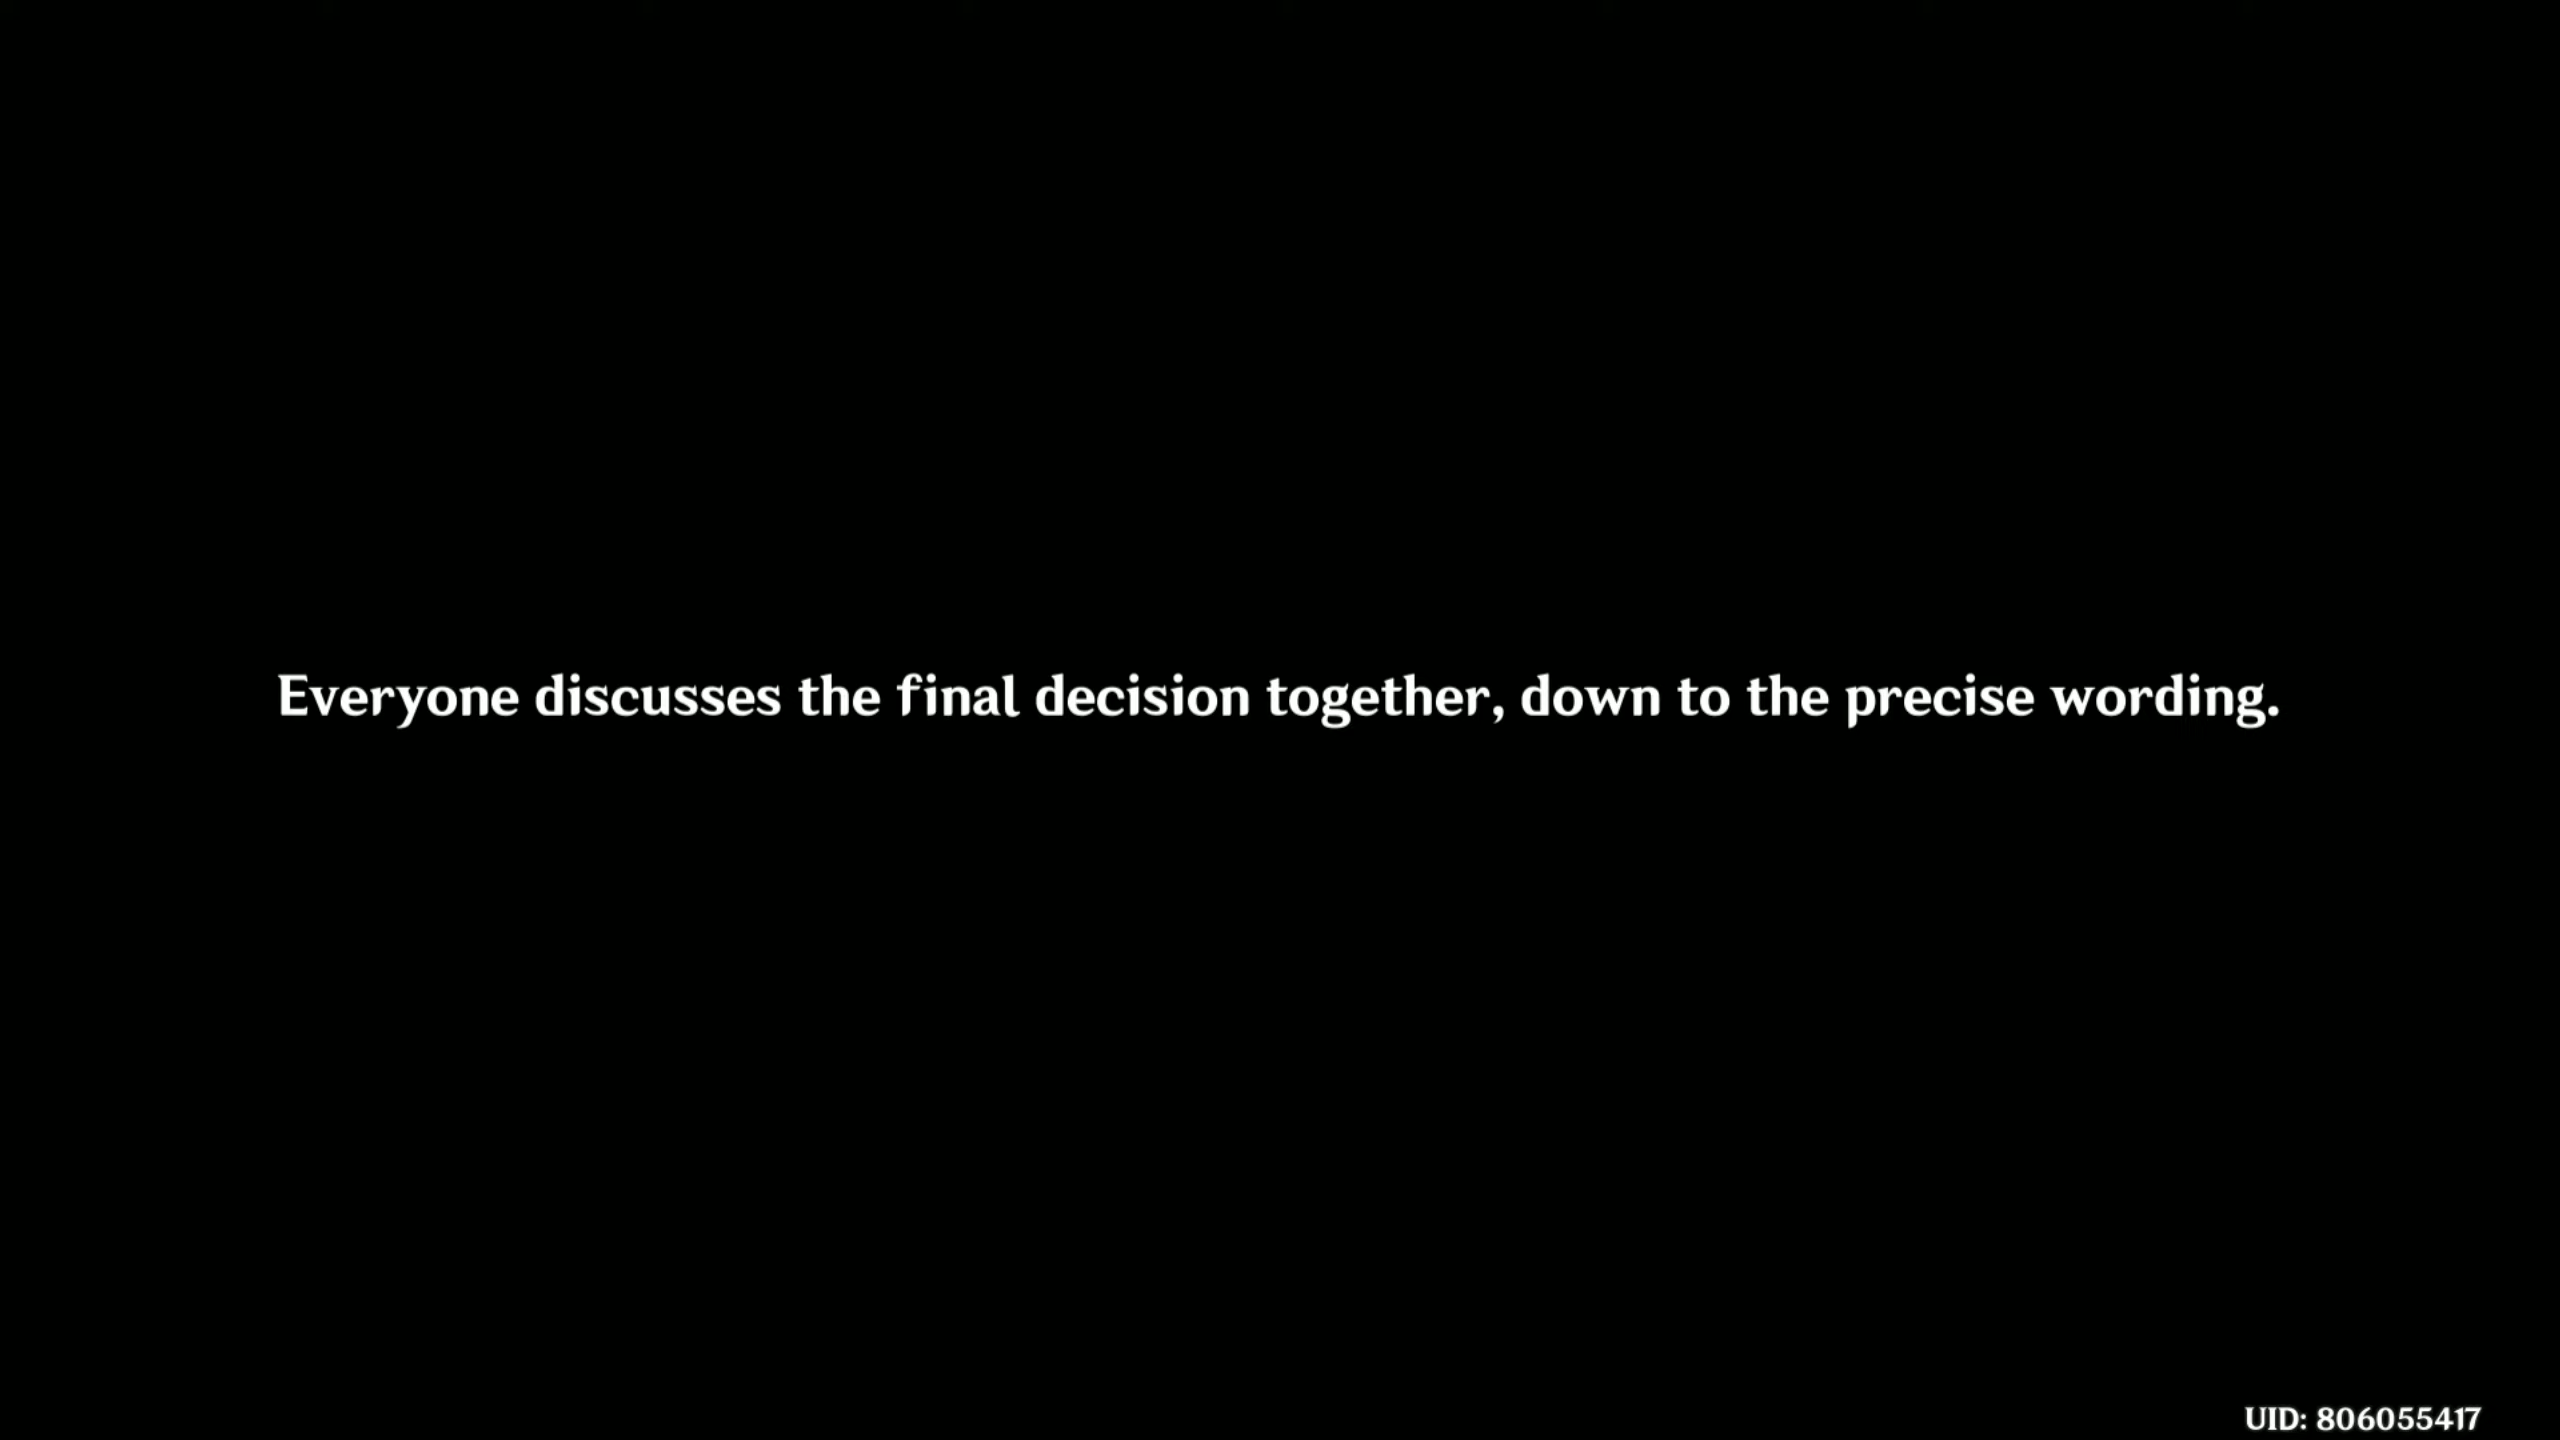 Everyone discusses the final decision together, down to the precise wording.
UID: 806055417